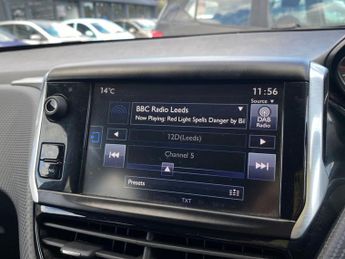 14°C
11:56
BBC Radio Leeds
Source
Now Playing: Red Light Spells Danger by Bi
DAB
Radio
12D(Leeds)
Channel 5
Presets
TXT